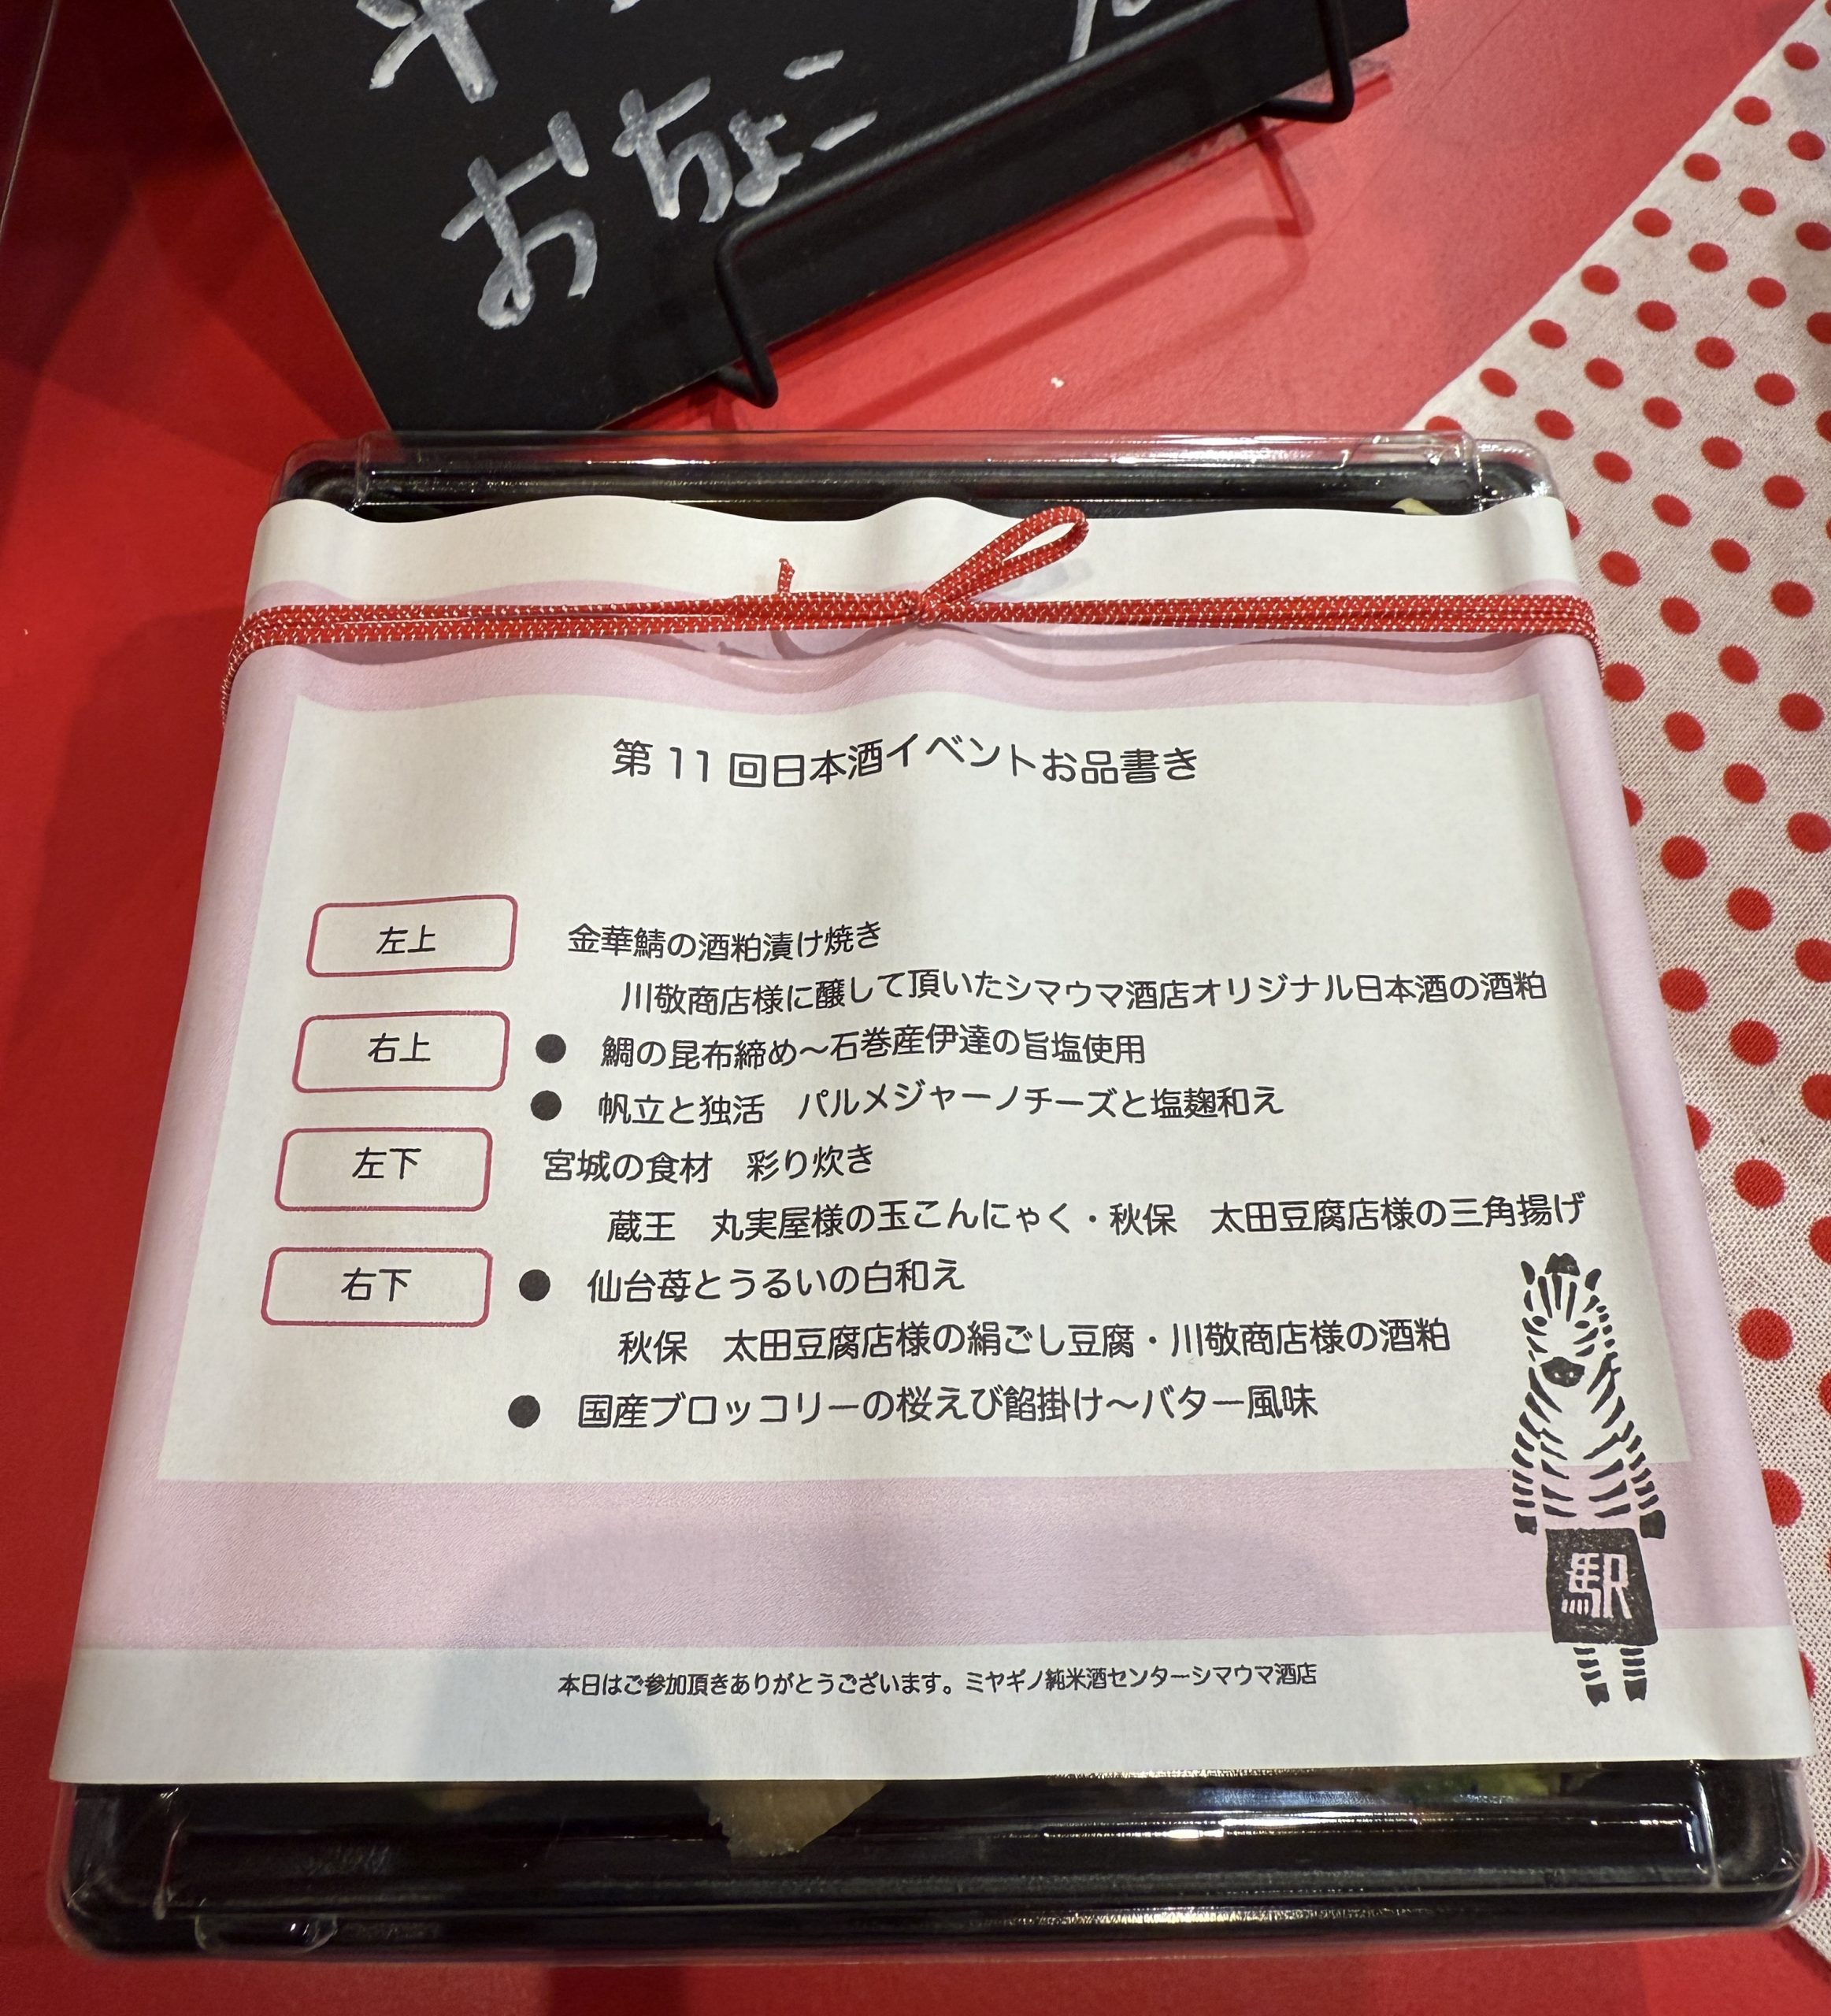 おちょこ
第11回日本酒イベントお品書き
左上 金華鯖の酒粕漬け焼き
川敬商店様に醸して頂いたシマウマ酒店オリジナル日本酒の酒粕
右上 ● 鯛の昆布締め～石巻産伊達の旨塩使用
● 帆立と独活　パルメジャーノチーズと塩麹和え
左下 宮城の食材　彩り炊き
蔵王　丸実屋様の玉こんにゃく・秋保　太田豆腐店様の三角揚げ
右下 ● 仙台苺とうるいの白和え
秋保　太田豆腐店様の絹ごし豆腐・川敬商店様の酒粕
● 国産ブロッコリーの桜えび餡掛け～バター風味
駅
本日はご参加頂きありがとうございます。ミヤギノ純米酒センターシマウマ酒店